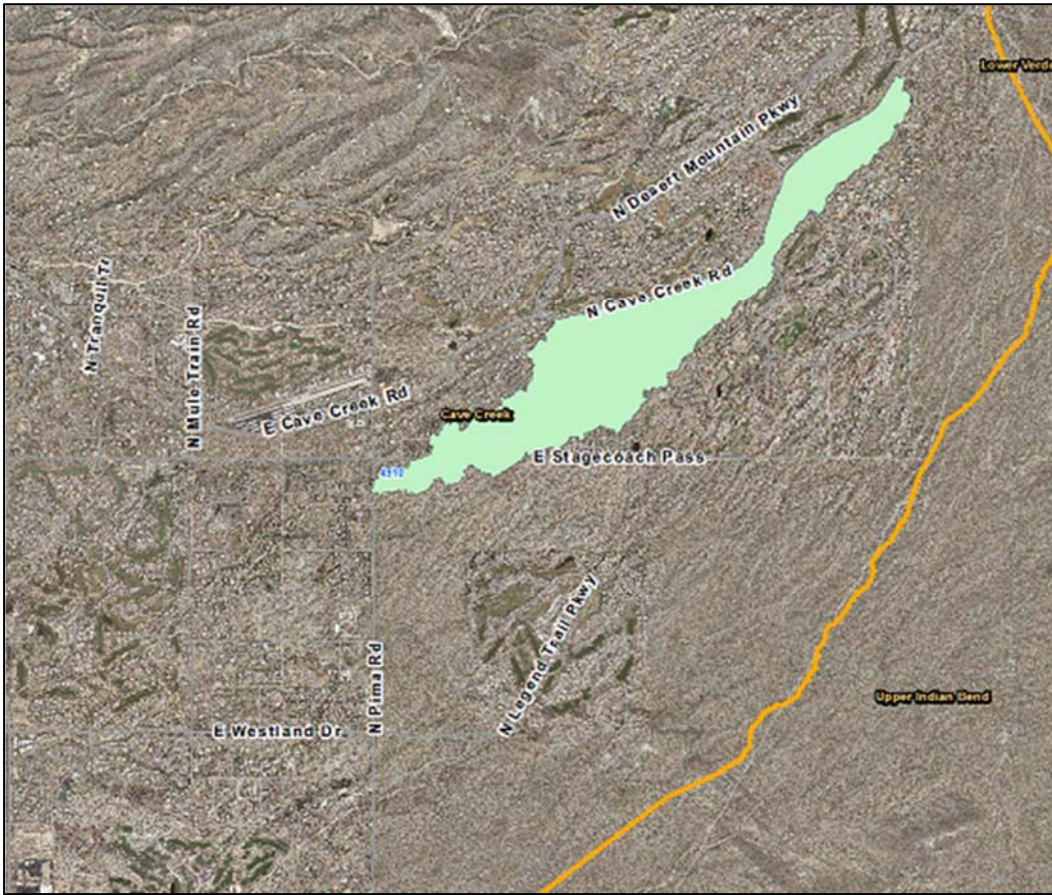 Lower Verde
N Desert Mountain Pkwy
N Cave Creek Rd
N Tranquil Tr
N Mule Train Rd
E Cave Creek Rd
Cave Creek
E Stagecoach Pass
4310
N Legend Trail Pkwy
N Pima Rd
Upper Indian Bend
E Westland Dr